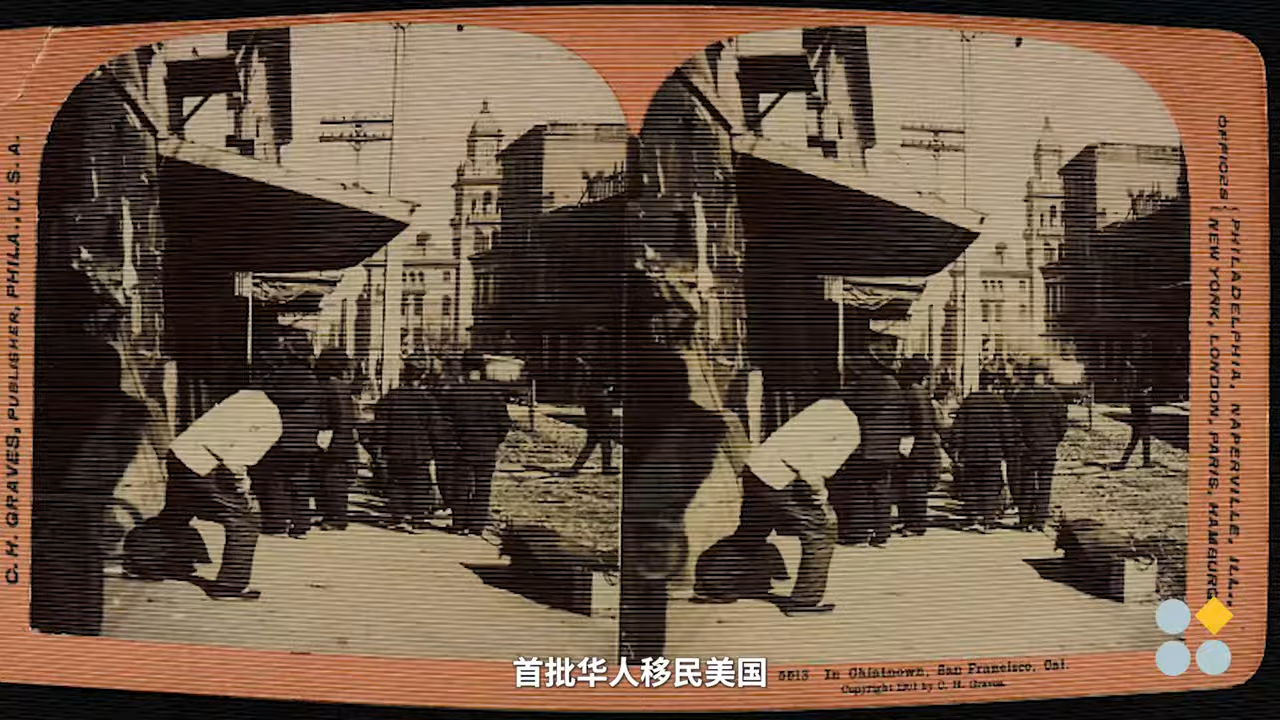 C. H. GRAVES, PUBLISHER, PHILA., U. S. A.
OFFICES { PHILADELPHIA, NAPERVILLE, ILL.,
NEW YORK, LONDON, PARIS, HAMBURG
首批华人移民美国
5513 In Chinatown, San Francisco, Cal.
Copyright 1901 by C. H. Graves.